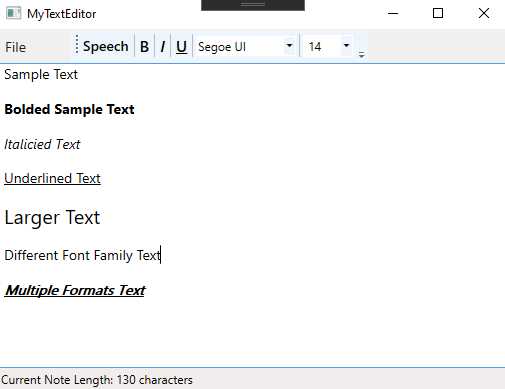 MyTextEditor
File Speech B I U Segoe UI 14
Sample Text
Bolded Sample Text
Italicied Text
Underlined Text
Larger Text
Different Font Family Text
Multiple Formats Text
Current Note Length: 130 characters